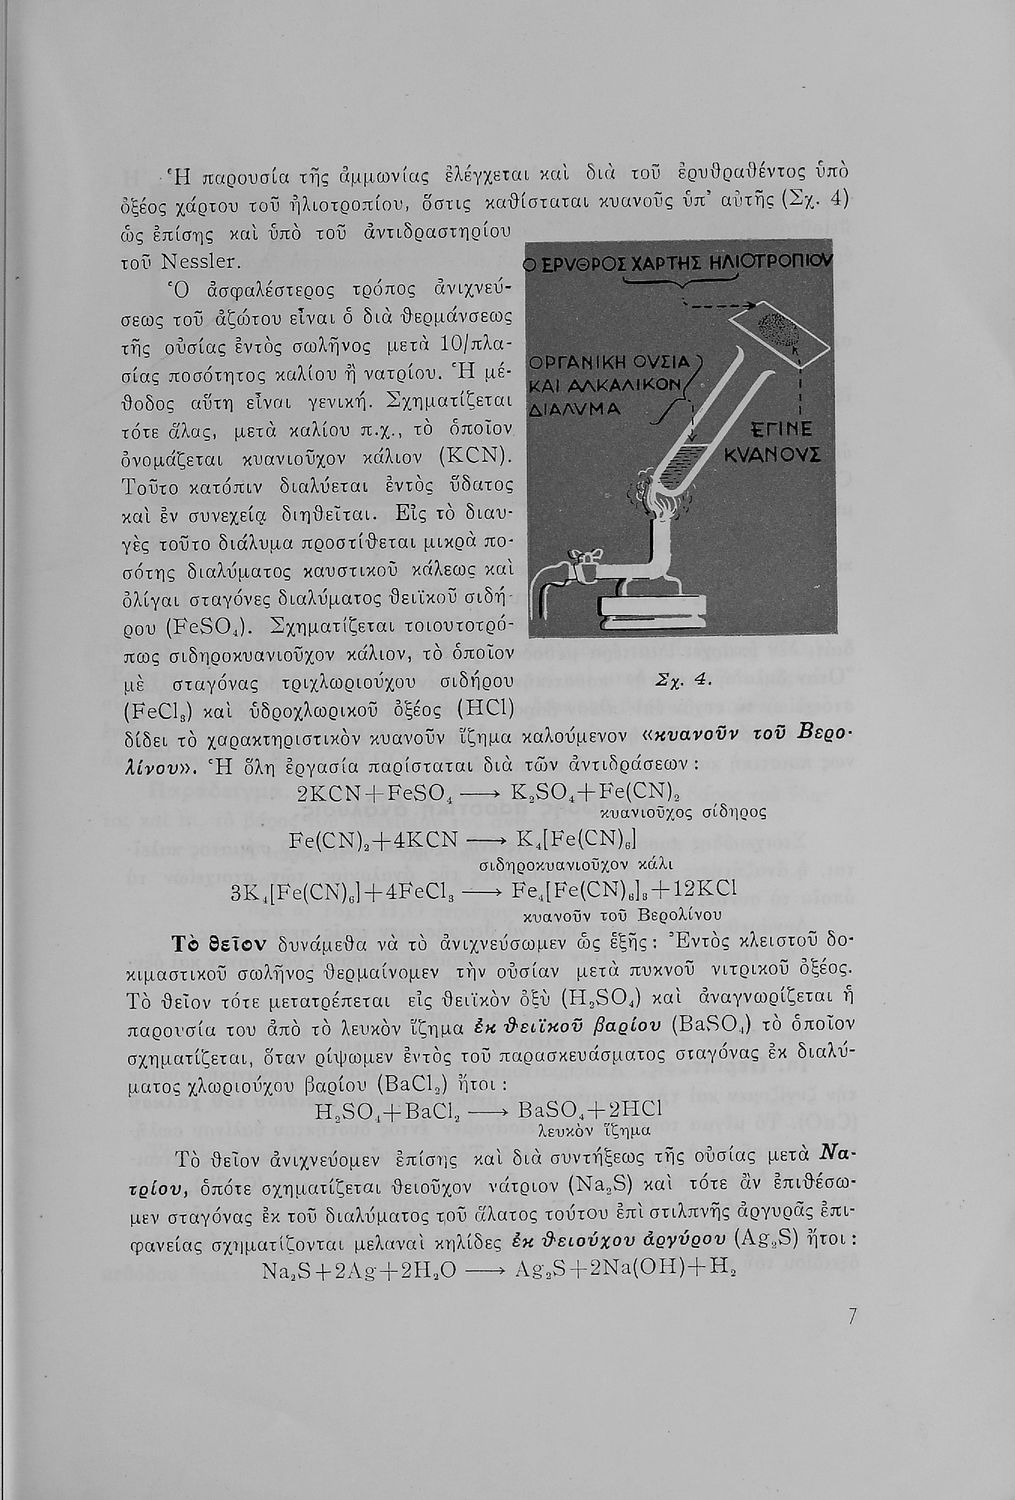 Ἡ παρουσία τῆς ἀμμωνίας ἐλέγχεται καὶ διὰ τοῦ ἐρυθραθέντος ὑπὸ
ὀξέος χάρτου τοῦ ἡλιοτροπίου, ὅστις καθίσταται κυανοῦς ὑπ’ αὐτῆς (Σχ. 4)
ὡς ἐπίσης καὶ ὑπὸ τοῦ ἀντιδραστηρίου
τοῦ Nessler.
Ὁ ἀσφαλέστερος τρόπος ἀνιχνεύ-
σεως τοῦ ἀζώτου εἶναι ὁ διὰ θερμάνσεως
τῆς οὐσίας ἐντὸς σωλῆνος μετὰ 10/πλα-
σίας ποσότητος καλίου ἢ νατρίου. Ἡ μέ-
θοδος αὕτη εἶναι γενική. Σχηματίζεται
τότε ἅλας, μετὰ καλίου π.χ., τὸ ὁποῖον
ὀνομάζεται κυανιοῦχον κάλιον (KCN).
Τοῦτο κατόπιν διαλύεται ἐντὸς ὕδατος
καὶ ἐν συνεχείᾳ διηθεῖται. Εἰς τὸ διαυ-
γὲς τοῦτο διάλυμα προστίθεται μικρὰ πο-
σότης διαλύματος καυστικοῦ κάλεως καὶ
ὀλίγαι σταγόνες διαλύματος θειϊκοῦ σιδή-
ρου (FeSO₄). Σχηματίζεται τοιουτοτρό-
πως σιδηροκυανιοῦχον κάλιον, τὸ ὁποῖον
μὲ σταγόνας τριχλωριούχου σιδήρου
(FeCl₃) καὶ ὑδροχλωρικοῦ ὀξέος (HCl)
Ο ΕΡΥΘΡΟΣ ΧΑΡΤΗΣ ΗΛΙΟΤΡΟΠΙΟΥ
ΟΡΓΑΝΙΚΗ ΟΥΣΙΑ
ΚΑΙ ΑΛΚΑΛΙΚΟΝ
ΔΙΑΛΥΜΑ
ΕΓΙΝΕ
ΚΥΑΝΟΥΣ
Σχ. 4.
δίδει τὸ χαρακτηριστικὸν κυανοῦν ἵζημα καλούμενον «κυανοῦν τοῦ Βερο-
λίνου». Ἡ ὅλη ἐργασία παρίσταται διὰ τῶν ἀντιδράσεων :
2KCN+FeSO₄ ⟶ K₂SO₄+Fe(CN)₂
κυανιοῦχος σίδηρος
Fe(CN)₂+4KCN ⟶ K₄[Fe(CN)₆]
σιδηροκυανιοῦχον κάλι
3K₄[Fe(CN)₆]+4FeCl₃ ⟶ Fe₄[Fe(CN)₆]₃+12KCl
κυανοῦν τοῦ Βερολίνου
Τὸ θεῖον δυνάμεθα νὰ τὸ ἀνιχνεύσωμεν ὡς ἑξῆς : Ἐντὸς κλειστοῦ δο-
κιμαστικοῦ σωλῆνος θερμαίνομεν τὴν οὐσίαν μετὰ πυκνοῦ νιτρικοῦ ὀξέος.
Τὸ θεῖον τότε μετατρέπεται εἰς θειϊκὸν ὀξὺ (H₂SO₄) καὶ ἀναγνωρίζεται ἡ
παρουσία του ἀπὸ τὸ λευκὸν ἵζημα ἐκ θειϊκοῦ βαρίου (BaSO₄) τὸ ὁποῖον
σχηματίζεται, ὅταν ρίψωμεν ἐντὸς τοῦ παρασκευάσματος σταγόνας ἐκ διαλύ-
ματος χλωριούχου βαρίου (BaCl₂) ἤτοι :
H₂SO₄+BaCl₂ ⟶ BaSO₄+2HCl
λευκὸν ἵζημα
Τὸ θεῖον ἀνιχνεύομεν ἐπίσης καὶ διὰ συντήξεως τῆς οὐσίας μετὰ Να-
τρίου, ὁπότε σχηματίζεται θειοῦχον νάτριον (Na₂S) καὶ τότε ἂν ἐπιθέσω-
μεν σταγόνας ἐκ τοῦ διαλύματος τοῦ ἅλατος τούτου ἐπὶ στιλπνῆς ἀργυρᾶς ἐπι-
φανείας σχηματίζονται μελαναὶ κηλῖδες ἐκ θειούχου ἀργύρου (Ag₂S) ἤτοι :
Na₂S+2Ag+2H₂O ⟶ Ag₂S+2Na(OH)+H₂
7